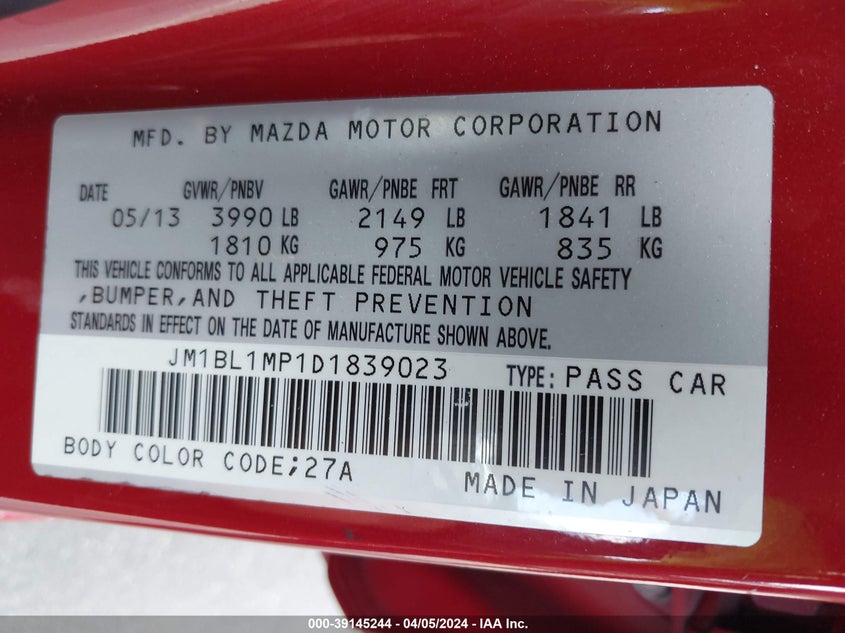 MFD. BY MAZDA MOTOR CORPORATION
DATE GVWR/PNBV GAWR/PNBE FRT GAWR/PNBE RR
05/13 3990 LB 2149 LB 1841 LB
1810 KG 975 KG 835 KG
THIS VEHICLE CONFORMS TO ALL APPLICABLE FEDERAL MOTOR VEHICLE SAFETY
,BUMPER,AND THEFT PREVENTION
STANDARDS IN EFFECT ON THE DATE OF MANUFACTURE SHOWN ABOVE.
JM1BL1MP1D1839023 TYPE: PASS CAR
BODY COLOR CODE;27A
MADE IN JAPAN
000-39145244 - 04/05/2024 - IAA Inc.